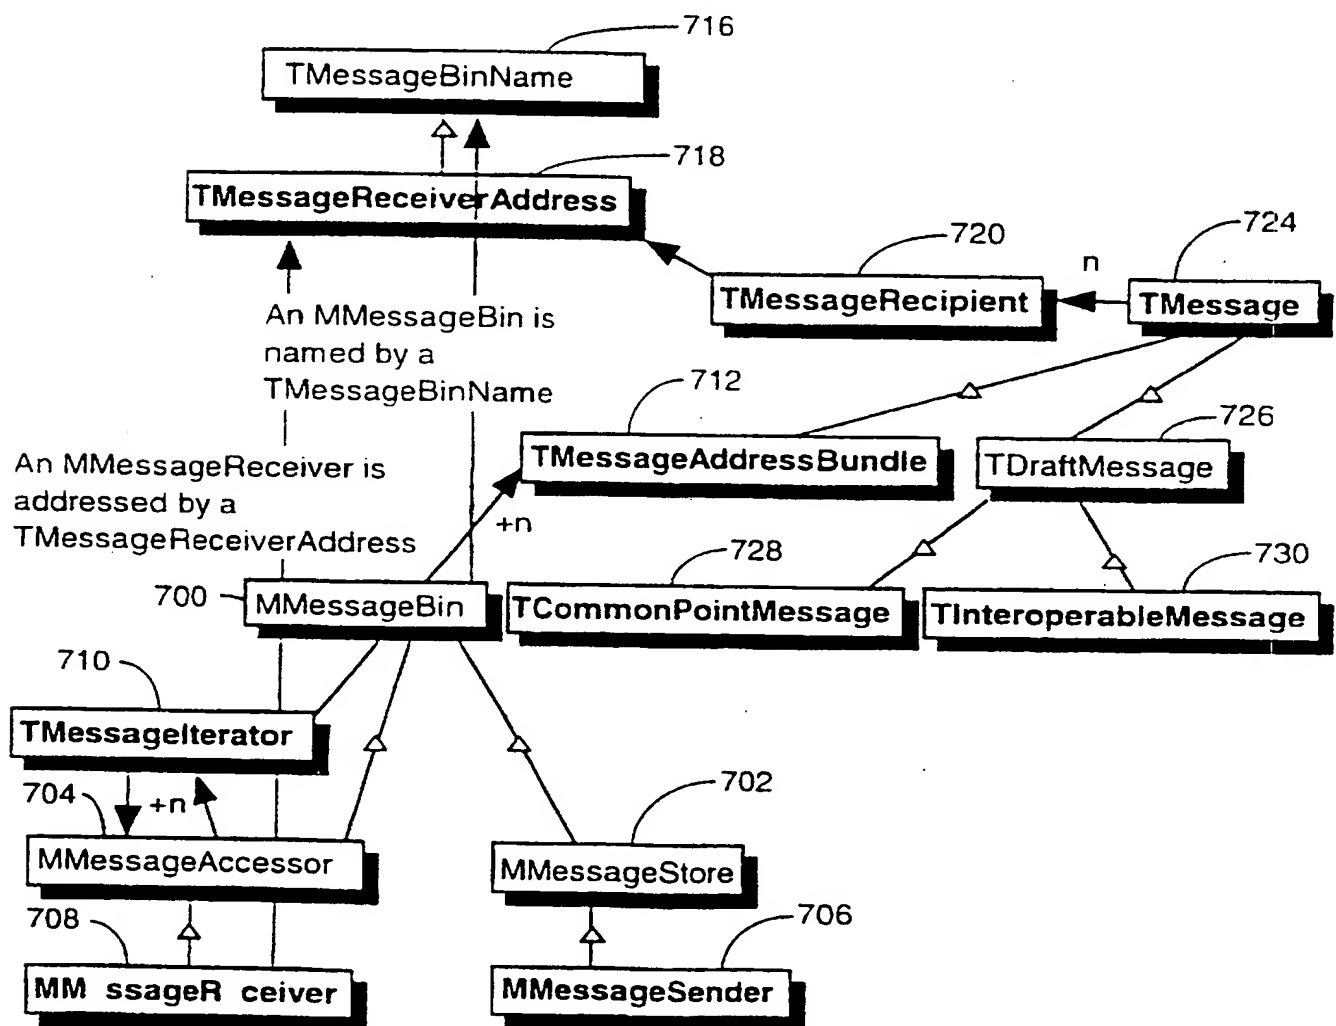 716
TMessageBinName
718
TMessageReceiverAddress
724
720
n
TMessageRecipient
TMessage
An MMessageBin is
named by a
TMessageBinName
712
726
TMessageAddressBundle
TDraftMessage
An MMessageReceiver is
addressed by a
TMessageReceiverAddress
+n
728
730
700
MMessageBin
TCommonPointMessage
TInteroperableMessage
710
TMessageIterator
704
+n
702
MMessageAccessor
MMessageStore
708
706
MM ssageR ceiver
MMessageSender